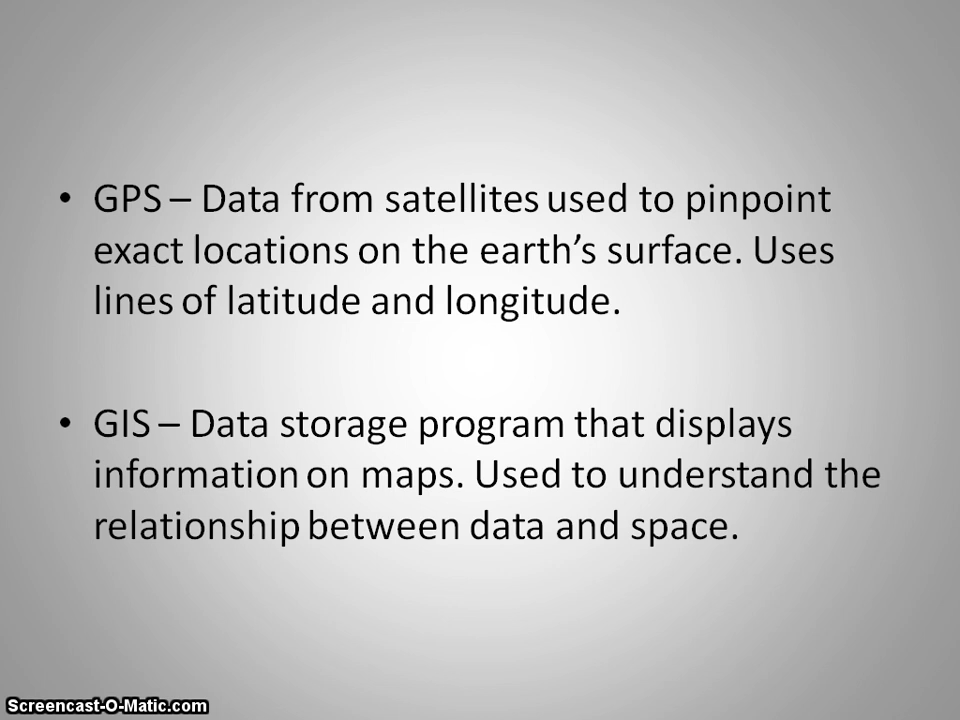 • GPS – Data from satellites used to pinpoint
exact locations on the earth’s surface. Uses
lines of latitude and longitude.
• GIS – Data storage program that displays
information on maps. Used to understand the
relationship between data and space.
Screencast-O-Matic.com